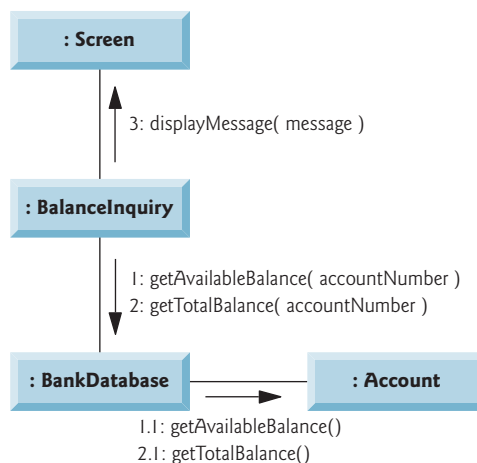 : Screen
3: displayMessage( message )
: BalanceInquiry
1: getAvailableBalance( accountNumber )
2: getTotalBalance( accountNumber )
: BankDatabase
: Account
1.1: getAvailableBalance()
2.1: getTotalBalance()